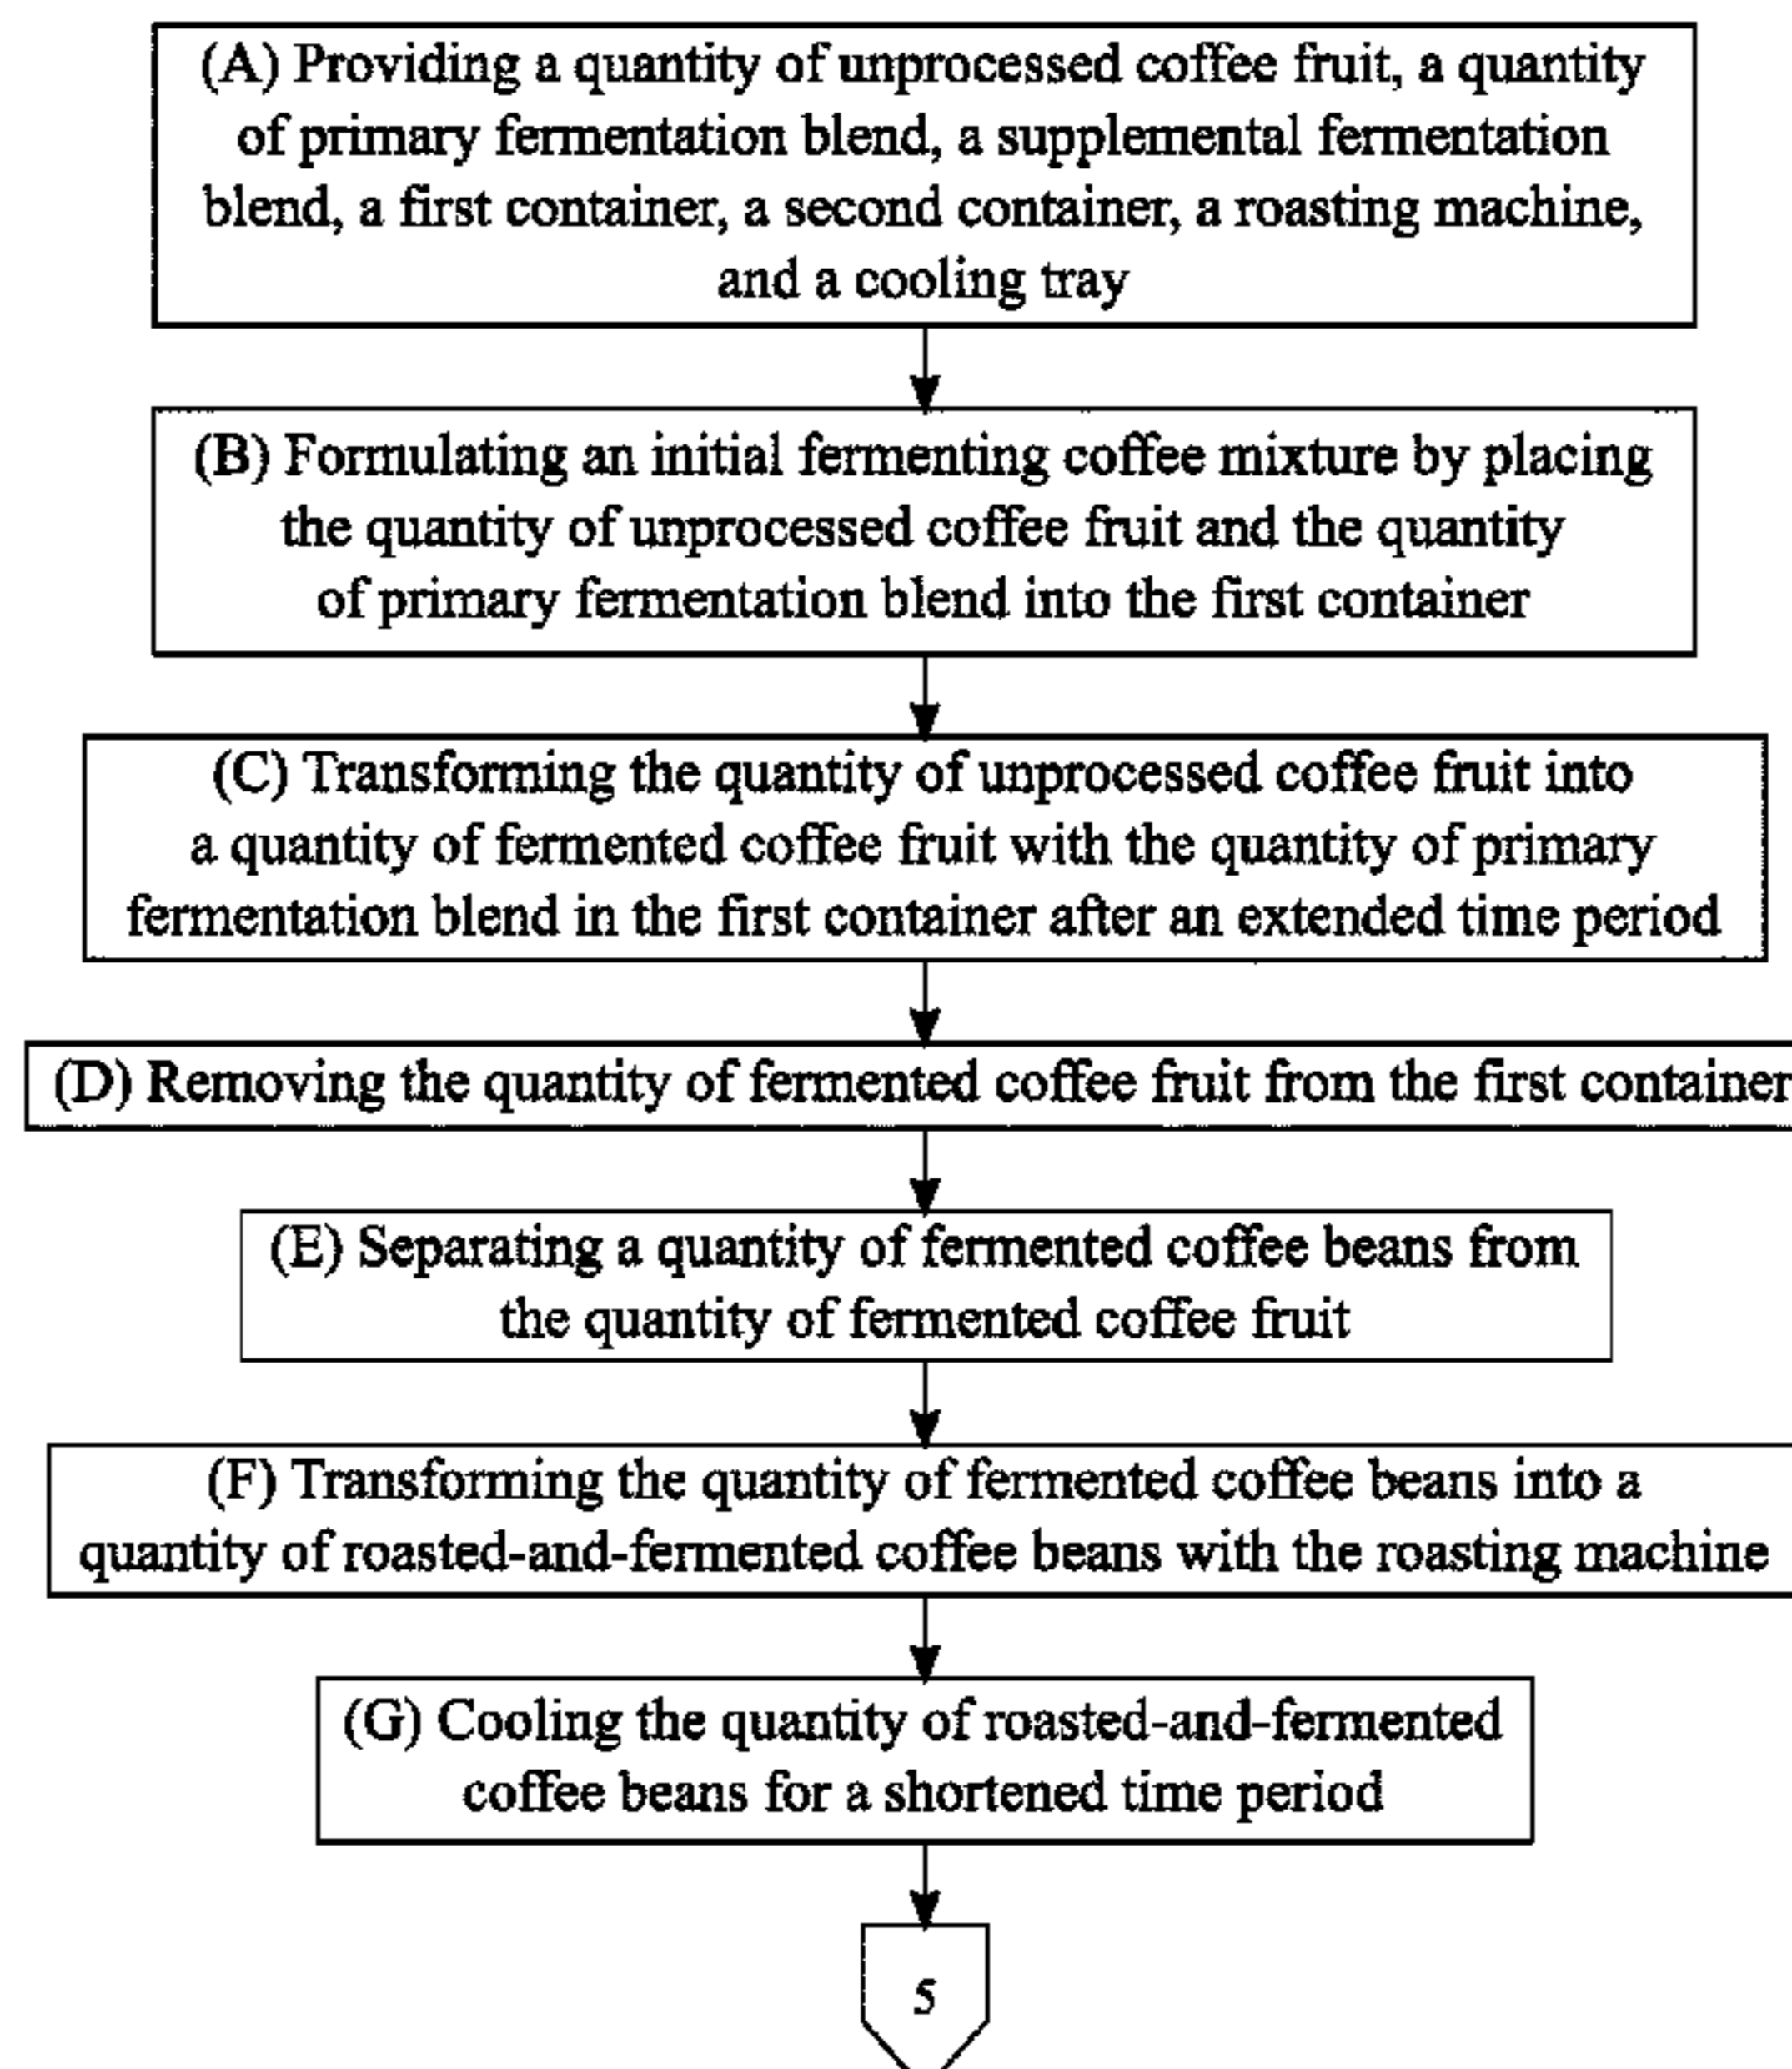 (A) Providing a quantity of unprocessed coffee fruit, a quantity
of primary fermentation blend, a supplemental fermentation
blend, a first container, a second container, a roasting machine,
and a cooling tray
(B) Formulating an initial fermenting coffee mixture by placing
the quantity of unprocessed coffee fruit and the quantity
of primary fermentation blend into the first container
(C) Transforming the quantity of unprocessed coffee fruit into
a quantity of fermented coffee fruit with the quantity of primary
fermentation blend in the first container after an extended time period
(D) Removing the quantity of fermented coffee fruit from the first container
(E) Separating a quantity of fermented coffee beans from
the quantity of fermented coffee fruit
(F) Transforming the quantity of fermented coffee beans into a
quantity of roasted-and-fermented coffee beans with the roasting machine
(G) Cooling the quantity of roasted-and-fermented
coffee beans for a shortened time period
5